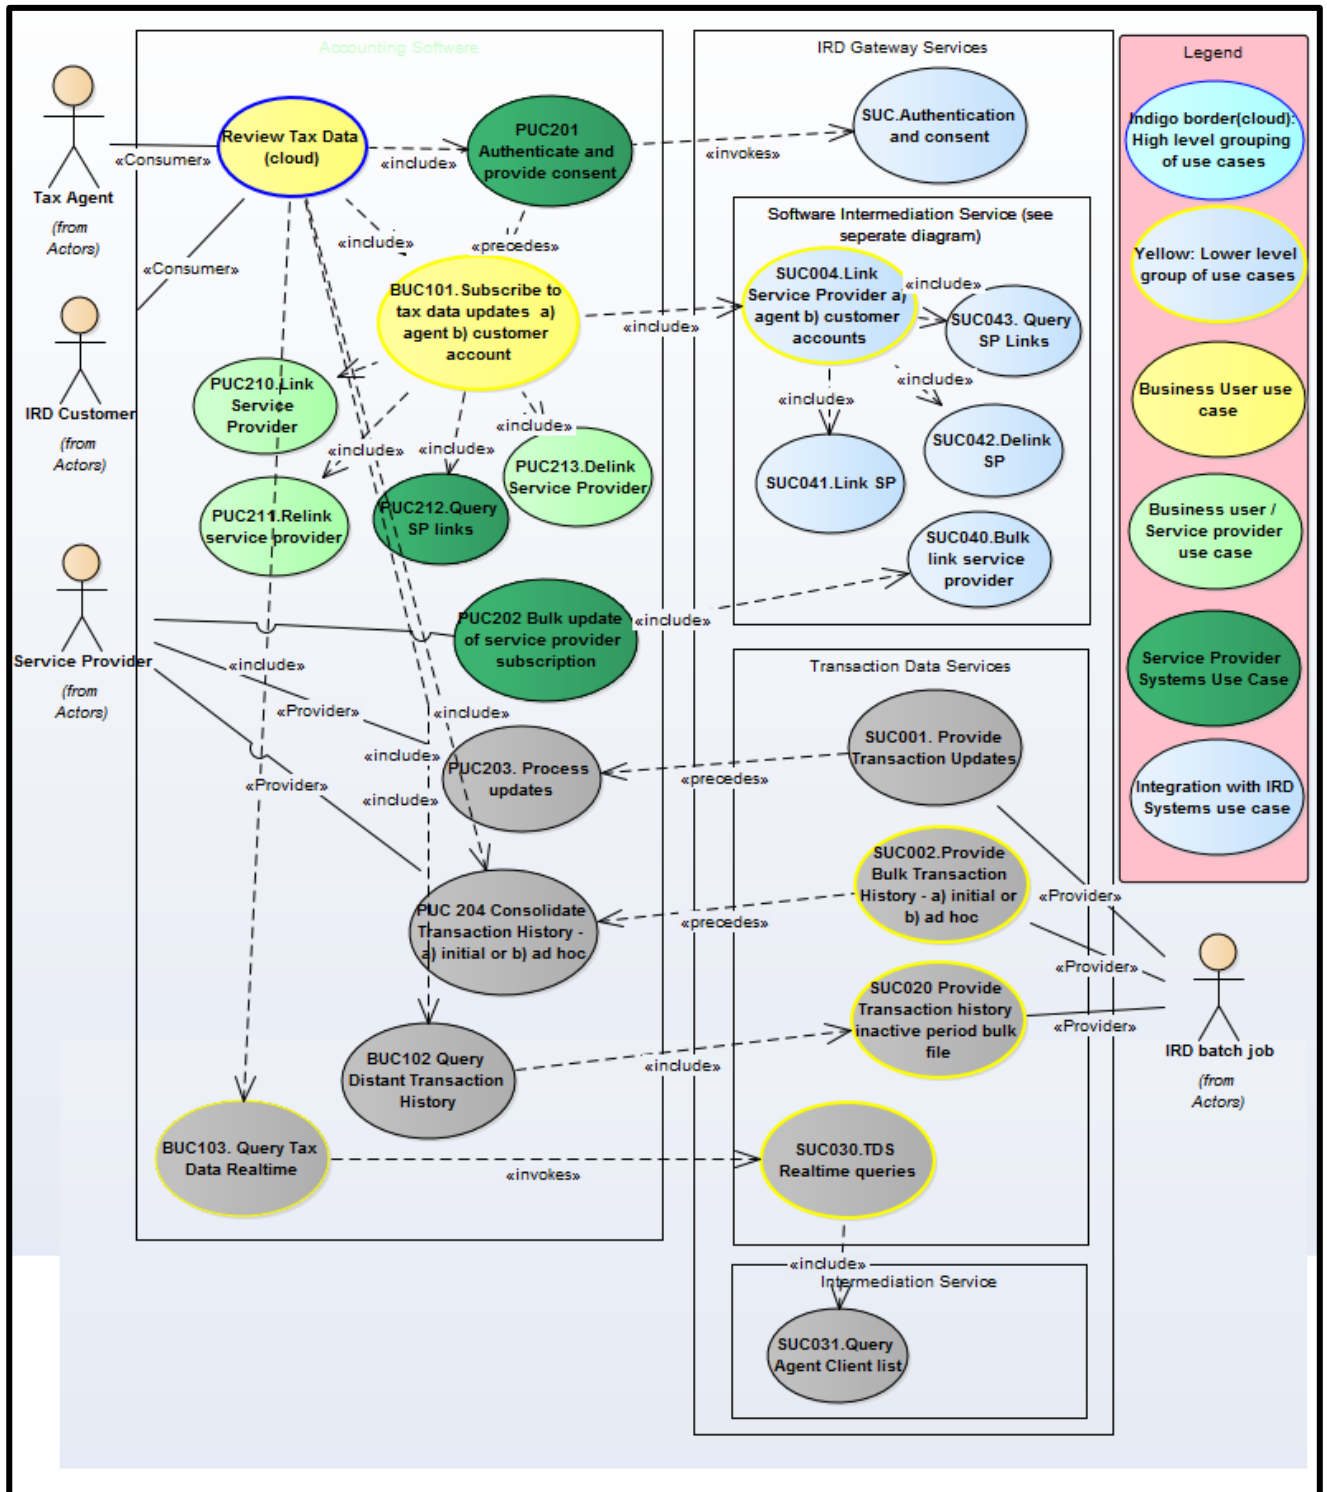 Accounting Software
IRD Gateway Services
Legend
Tax Agent
(from
Actors)
«Consumer»
Review Tax Data
(cloud)
«include»
PUC201
Authenticate and
provide consent
«invokes»
SUC.Authentication
and consent
Indigo border(cloud):
High level grouping
of use cases
«Consumer»
«include»
«precedes»
Software Intermediation Service (see
seperate diagram)
Yellow: Lower level
group of use cases
IRD Customer
(from
Actors)
BUC101.Subscribe to
tax data updates a)
agent b) customer
account
«include»
SUC004.Link
Service Provider a)
agent b) customer
accounts
«include»
SUC043. Query
SP Links
Business User use
case
PUC210.Link
Service
Provider
«include»
«include»
«include»
«include»
«include»
SUC042.Delink
SP
SUC041.Link SP
PUC213.Delink
Service Provider
PUC211.Relink
service provider
PUC212.Query
SP links
Business user /
Service provider
use case
SUC040.Bulk
link service
provider
Service Provider
(from
Actors)
PUC202 Bulk update
of service provider
subscription
«include»
Service Provider
Systems Use Case
«include»
«Provider»
«include»
«include»
«Provider»
«include»
Transaction Data Services
SUC001. Provide
Transaction Updates
PUC203. Process
updates
«precedes»
Integration with IRD
Systems use case
SUC002.Provide
Bulk Transaction
History - a) initial or
b) ad hoc
«Provider»
PUC 204 Consolidate
Transaction History -
a) initial or b) ad hoc
«precedes»
«Provider»
SUC020 Provide
Transaction history
inactive period bulk
file
«Provider»
IRD batch job
(from
Actors)
BUC102 Query
Distant Transaction
History
«include»
BUC103. Query Tax
Data Realtime
«invokes»
SUC030.TDS
Realtime queries
«include»
Intermediation Service
SUC031.Query
Agent Client list